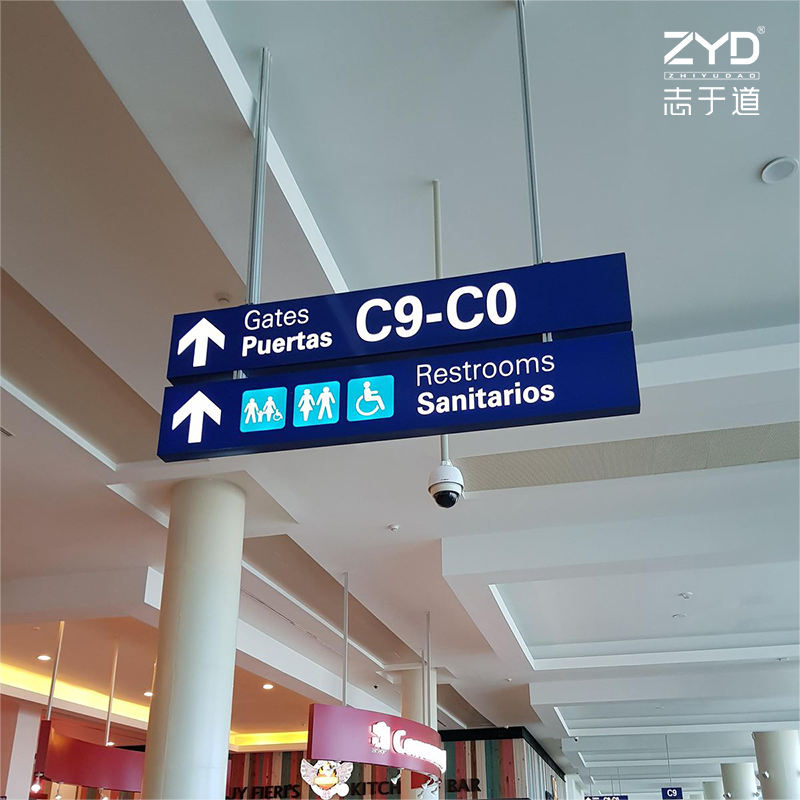 ZYD®
ZHIYUDAO
志于道
Gates
Puertas
C9-C0
Restrooms
Sanitarios
KITCH
BAR
C9